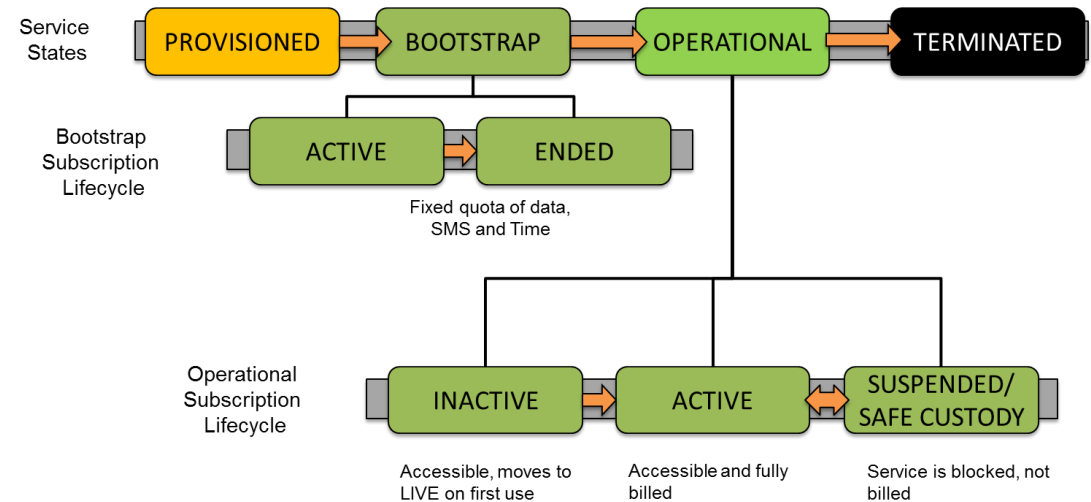 Service
States
PROVISIONED
BOOTSTRAP
OPERATIONAL
TERMINATED
Bootstrap
Subscription
Lifecycle
ACTIVE
ENDED
Fixed quota of data,
SMS and Time
Operational
Subscription
Lifecycle
INACTIVE
ACTIVE
SUSPENDED/
SAFE CUSTODY
Accessible, moves to
LIVE on first use
Accessible and fully
billed
Service is blocked, not
billed